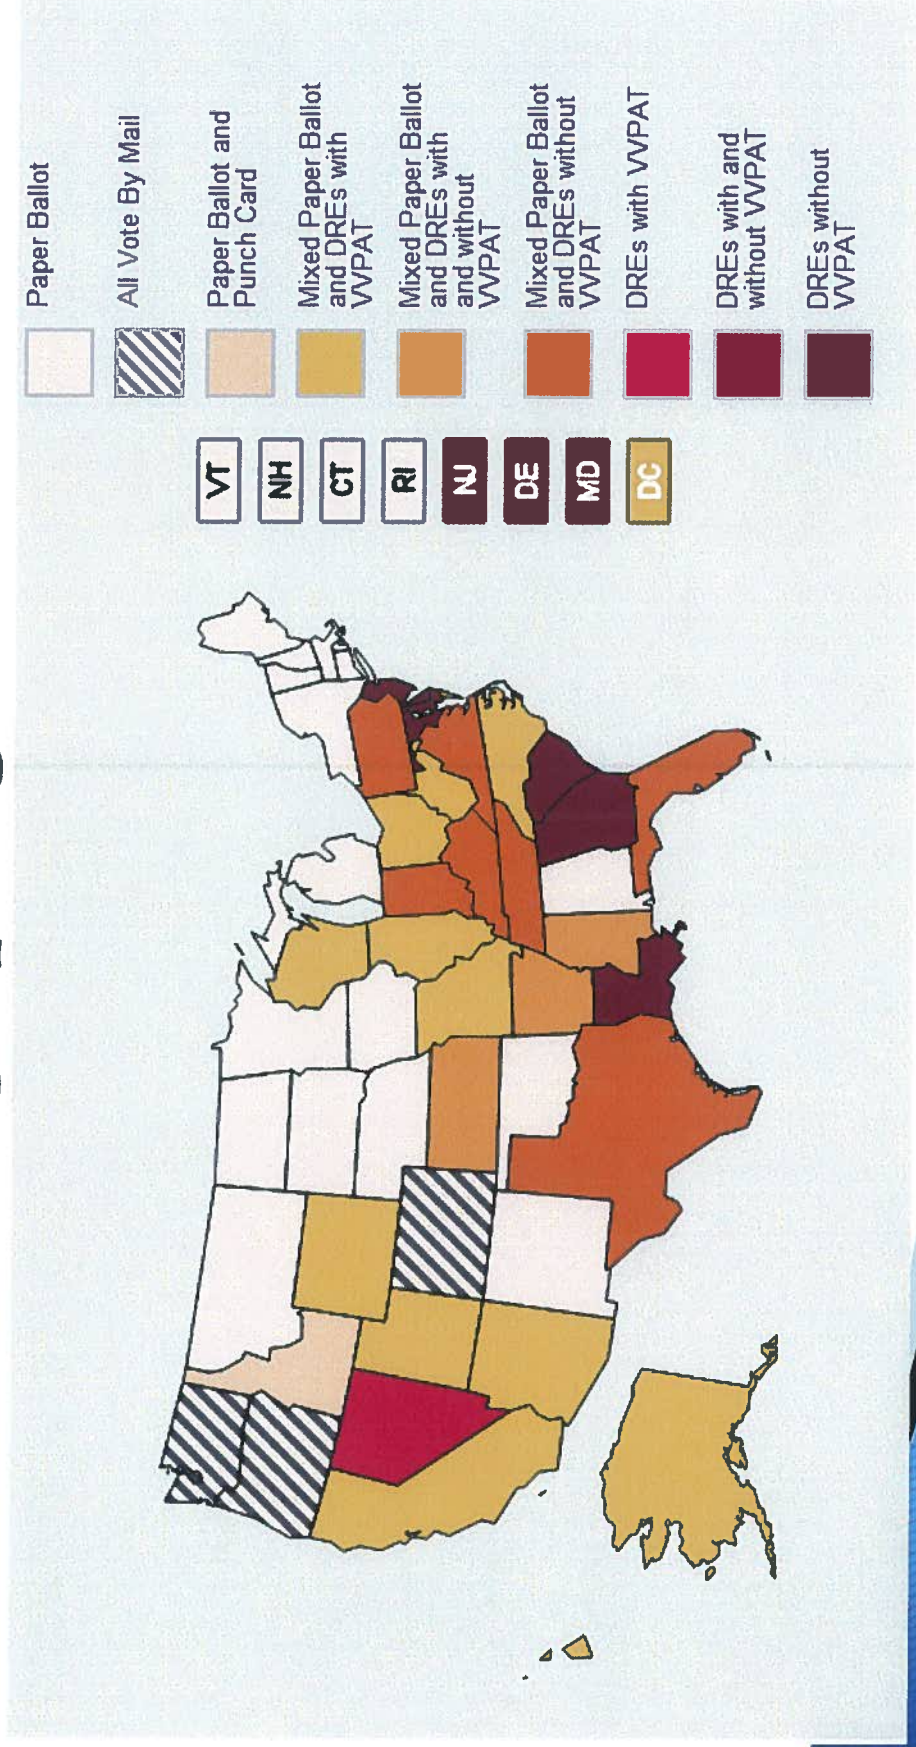 VT
NH
CT
RI
NJ
DE
MD
DC
Paper Ballot
All Vote By Mail
Paper Ballot and
Punch Card
Mixed Paper Ballot
and DREs with
VVPAT
Mixed Paper Ballot
and DREs with
and without
VVPAT
Mixed Paper Ballot
and DREs without
VVPAT
DREs with VVPAT
DREs with and
without VVPAT
DREs without
VVPAT